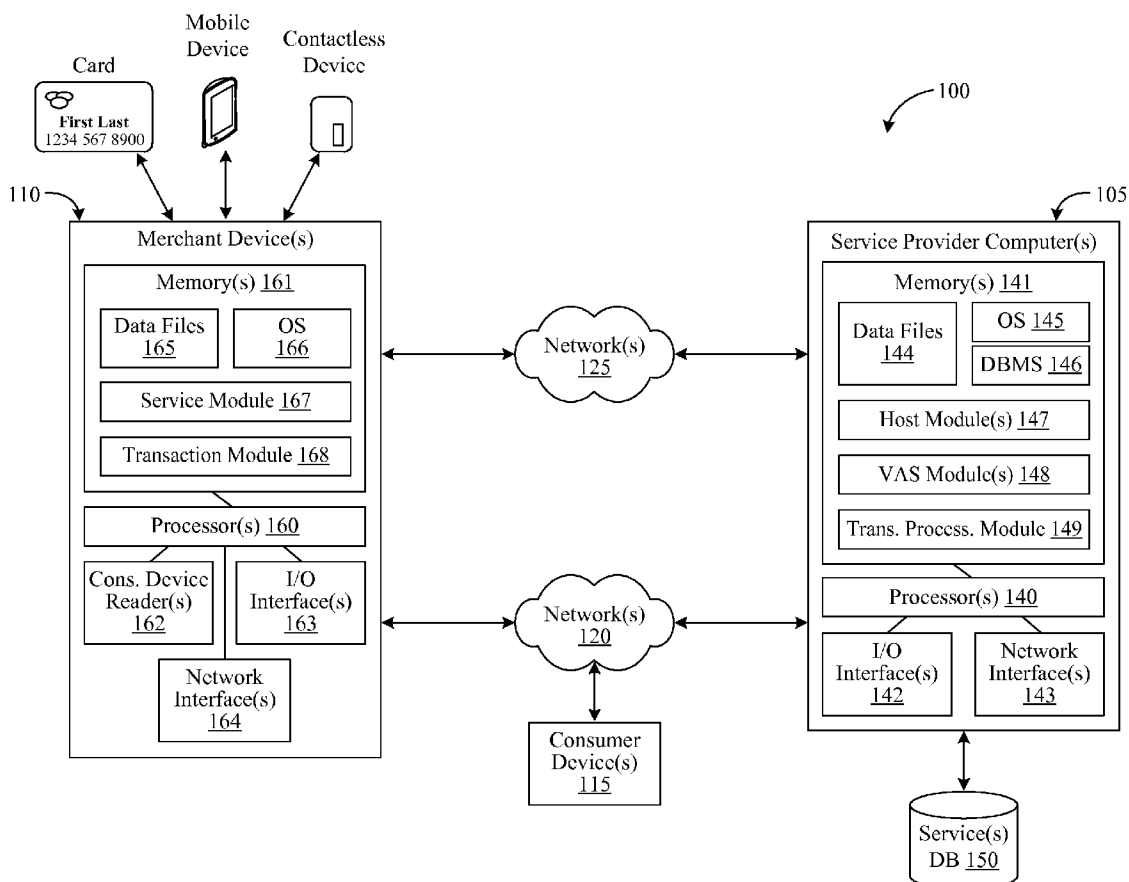 Mobile
Device
Contactless
Device
Card
First Last
1234 567 8900
100
110
105
Merchant Device(s)
Memory(s) 161
Data Files
165
OS
166
Service Module 167
Transaction Module 168
Processor(s) 160
Cons. Device
Reader(s)
162
I/O
Interface(s)
163
Network
Interface(s)
164
Network(s)
125
Network(s)
120
Consumer
Device(s)
115
Service Provider Computer(s)
Memory(s) 141
Data Files
144
OS 145
DBMS 146
Host Module(s) 147
VAS Module(s) 148
Trans. Process. Module 149
Processor(s) 140
I/O
Interface(s)
142
Network
Interface(s)
143
Service(s)
DB 150